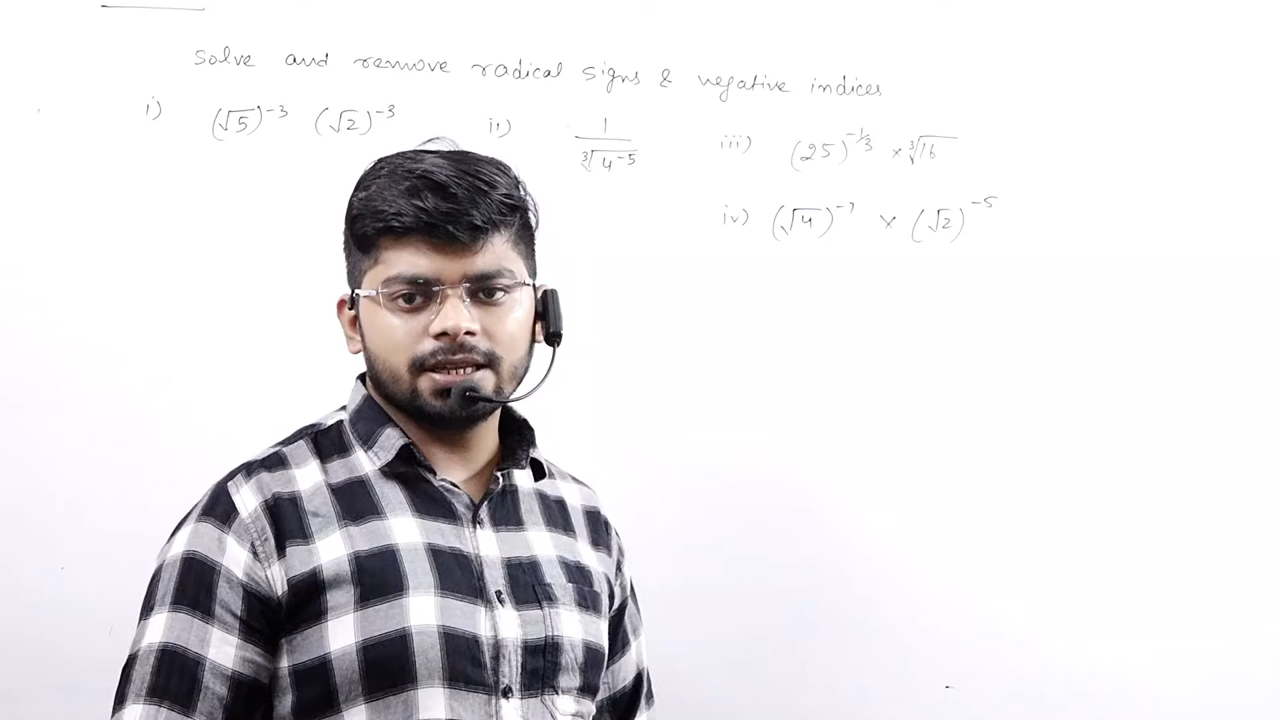 Solve and remove radical signs & negative indices
i) (√5)⁻³ (√2)⁻³ ii) 1/∛(4⁻⁵) iii) (25)^(-1/3) × ∛16
iv) (√4)⁻⁷ × (√2)⁻⁵